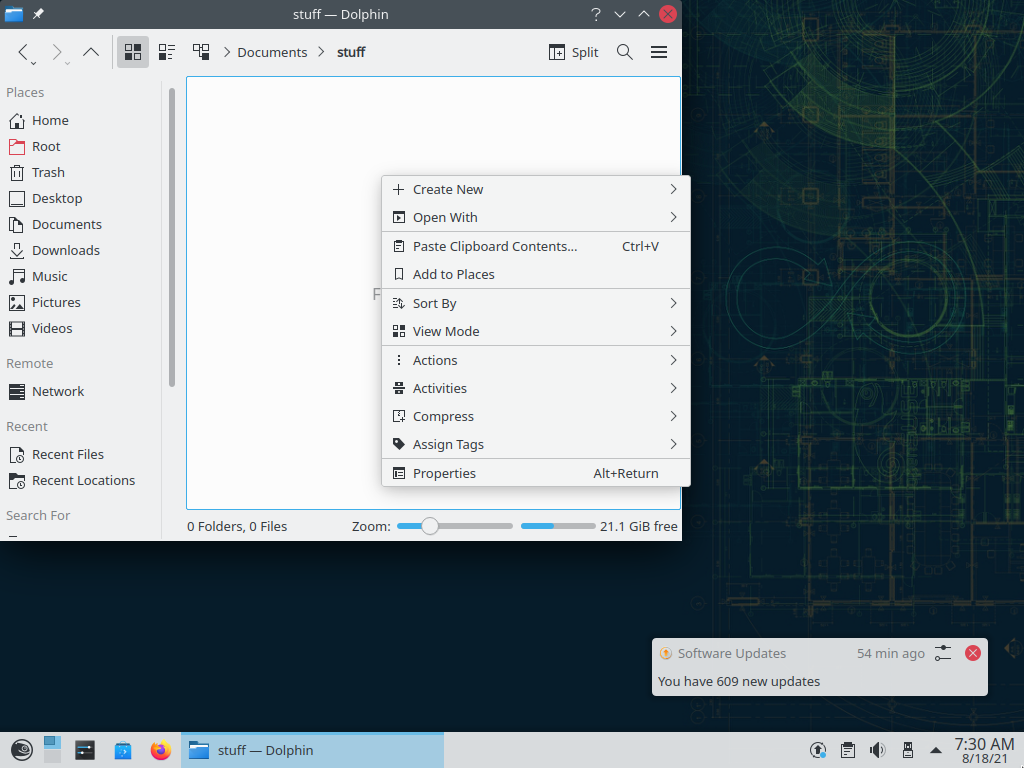 stuff — Dolphin
Documents
stuff
Split
Places
Home
Root
Trash
Desktop
Documents
Downloads
Music
Pictures
Videos
Remote
Network
Recent
Recent Files
Recent Locations
Search For
F
Create New
Open With
Paste Clipboard Contents... Ctrl+V
Add to Places
Sort By
View Mode
Actions
Activities
Compress
Assign Tags
Properties Alt+Return
0 Folders, 0 Files Zoom: 21.1 GiB free
Software Updates 54 min ago
You have 609 new updates
stuff — Dolphin
7:30 AM
8/18/21